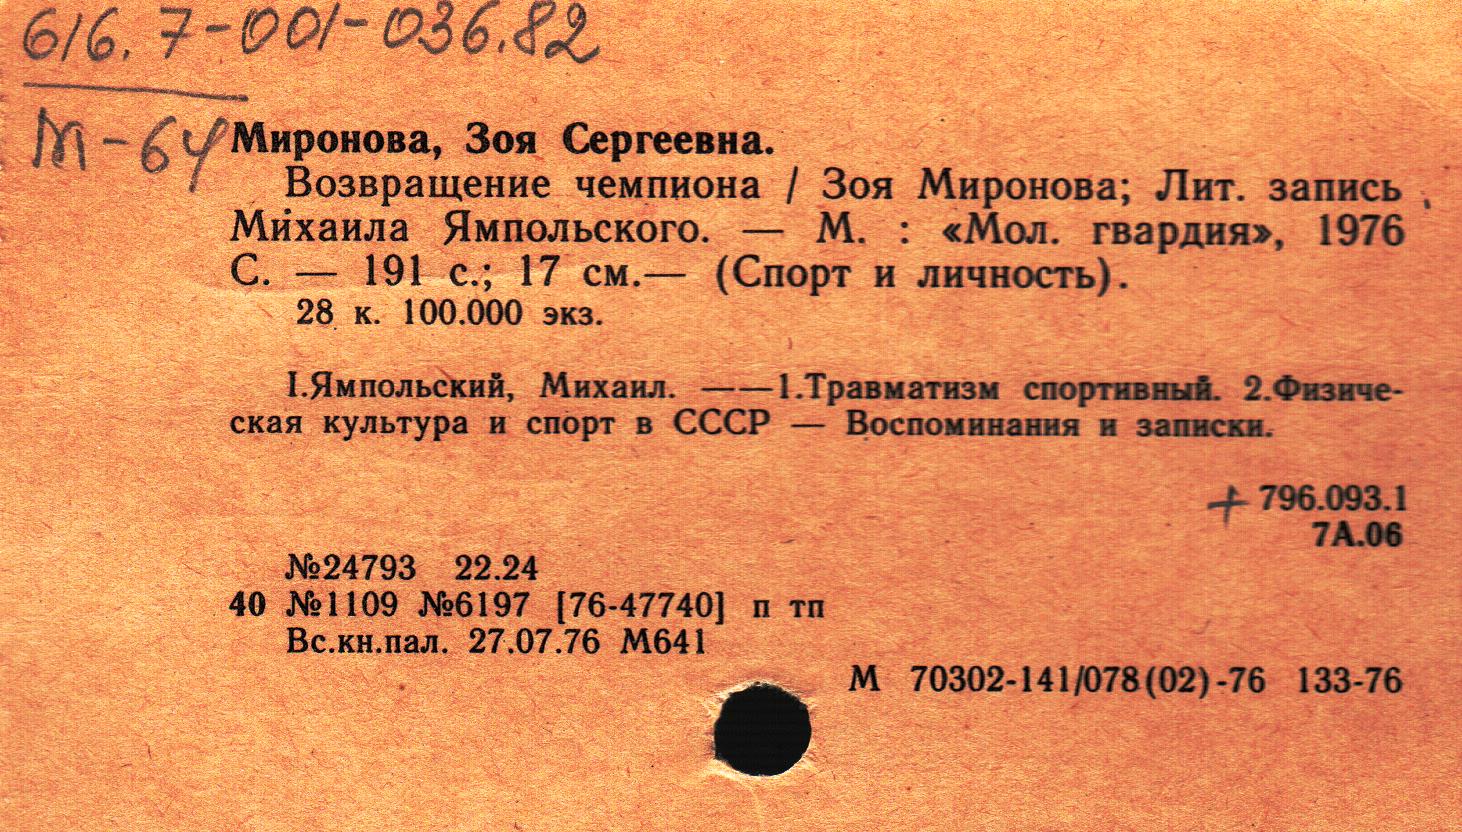 616.7-001-036.82
М-64
Миронова, Зоя Сергеевна.
Возвращение чемпиона / Зоя Миронова; Лит. запись
Михаила Ямпольского. — М. : «Мол. гвардия», 1976
С. — 191 с.; 17 см.— (Спорт и личность).
28 к. 100.000 экз.
I.Ямпольский, Михаил. ——1.Травматизм спортивный. 2.Физиче-
ская культура и спорт в СССР — Воспоминания и записки.
+ 796.093.1
7А.06
№24793 22.24
40 №1109 №6197 [76-47740] п тп
Вс.кн.пал. 27.07.76 М641
М 70302-141/078(02)-76 133-76